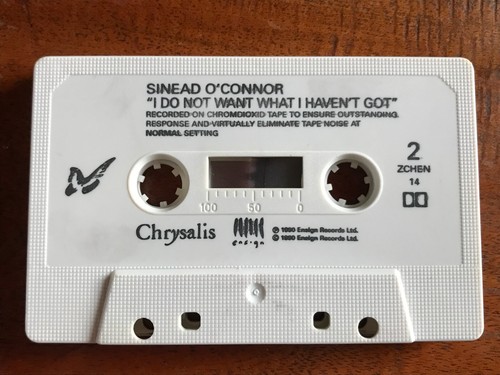 SINEAD O'CONNOR
"I DO NOT WANT WHAT I HAVEN'T GOT"
RECORDED ON CHROMDIOXID TAPE TO ENSURE OUTSTANDING
RESPONSE AND VIRTUALLY ELIMINATE TAPE NOISE AT
NORMAL SETTING
2
ZCHEN
14
100 50 0
Chrysalis
ensign
℗ 1990 Ensign Records Ltd.
© 1990 Ensign Records Ltd.